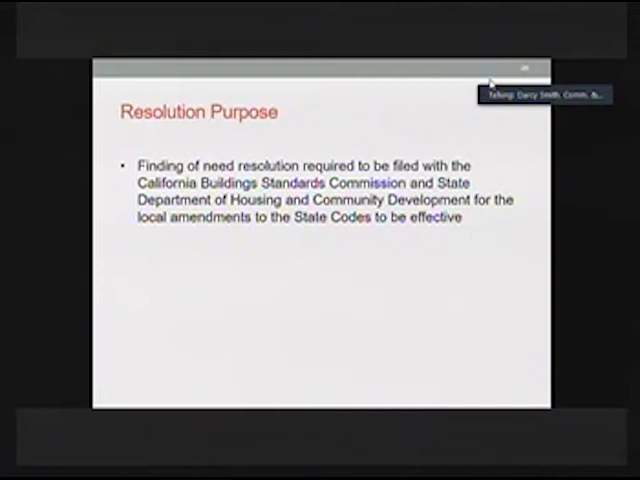 Talking: Darcy Smith, Comm. &...
Resolution Purpose
• Finding of need resolution required to be filed with the
California Buildings Standards Commission and State
Department of Housing and Community Development for the
local amendments to the State Codes to be effective